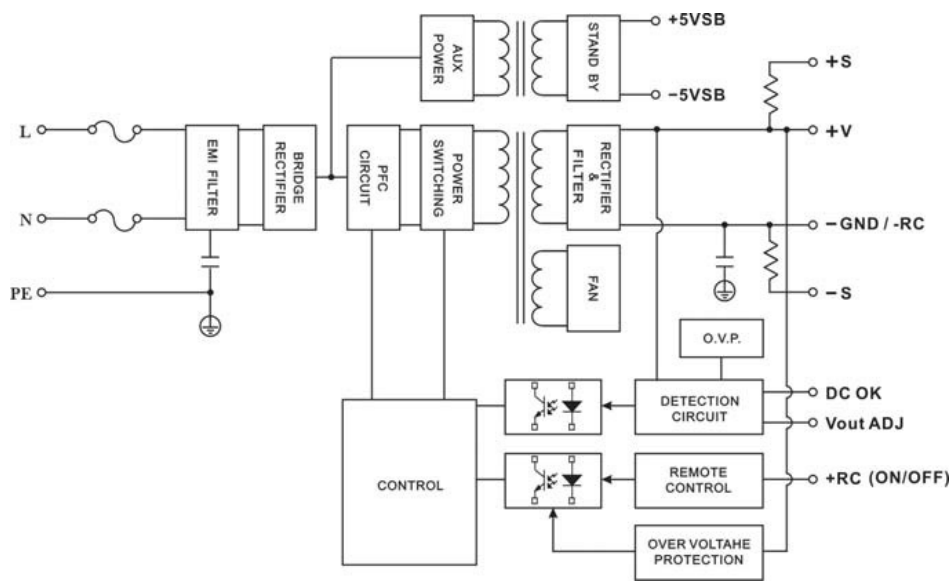 +5VSB
AUX
POWER
STAND BY
-5VSB
+S
L
EMI FILTER
BRIDGE
RECTIFIER
PFC
CIRCUIT
POWER
SWITCHING
RECTIFIER
&
FILTER
+V
N
-GND / -RC
PE
FAN
-S
O.V.P.
DETECTION
CIRCUIT
DC OK
Vout ADJ
CONTROL
REMOTE
CONTROL
+RC (ON/OFF)
OVER VOLTAHE
PROTECTION